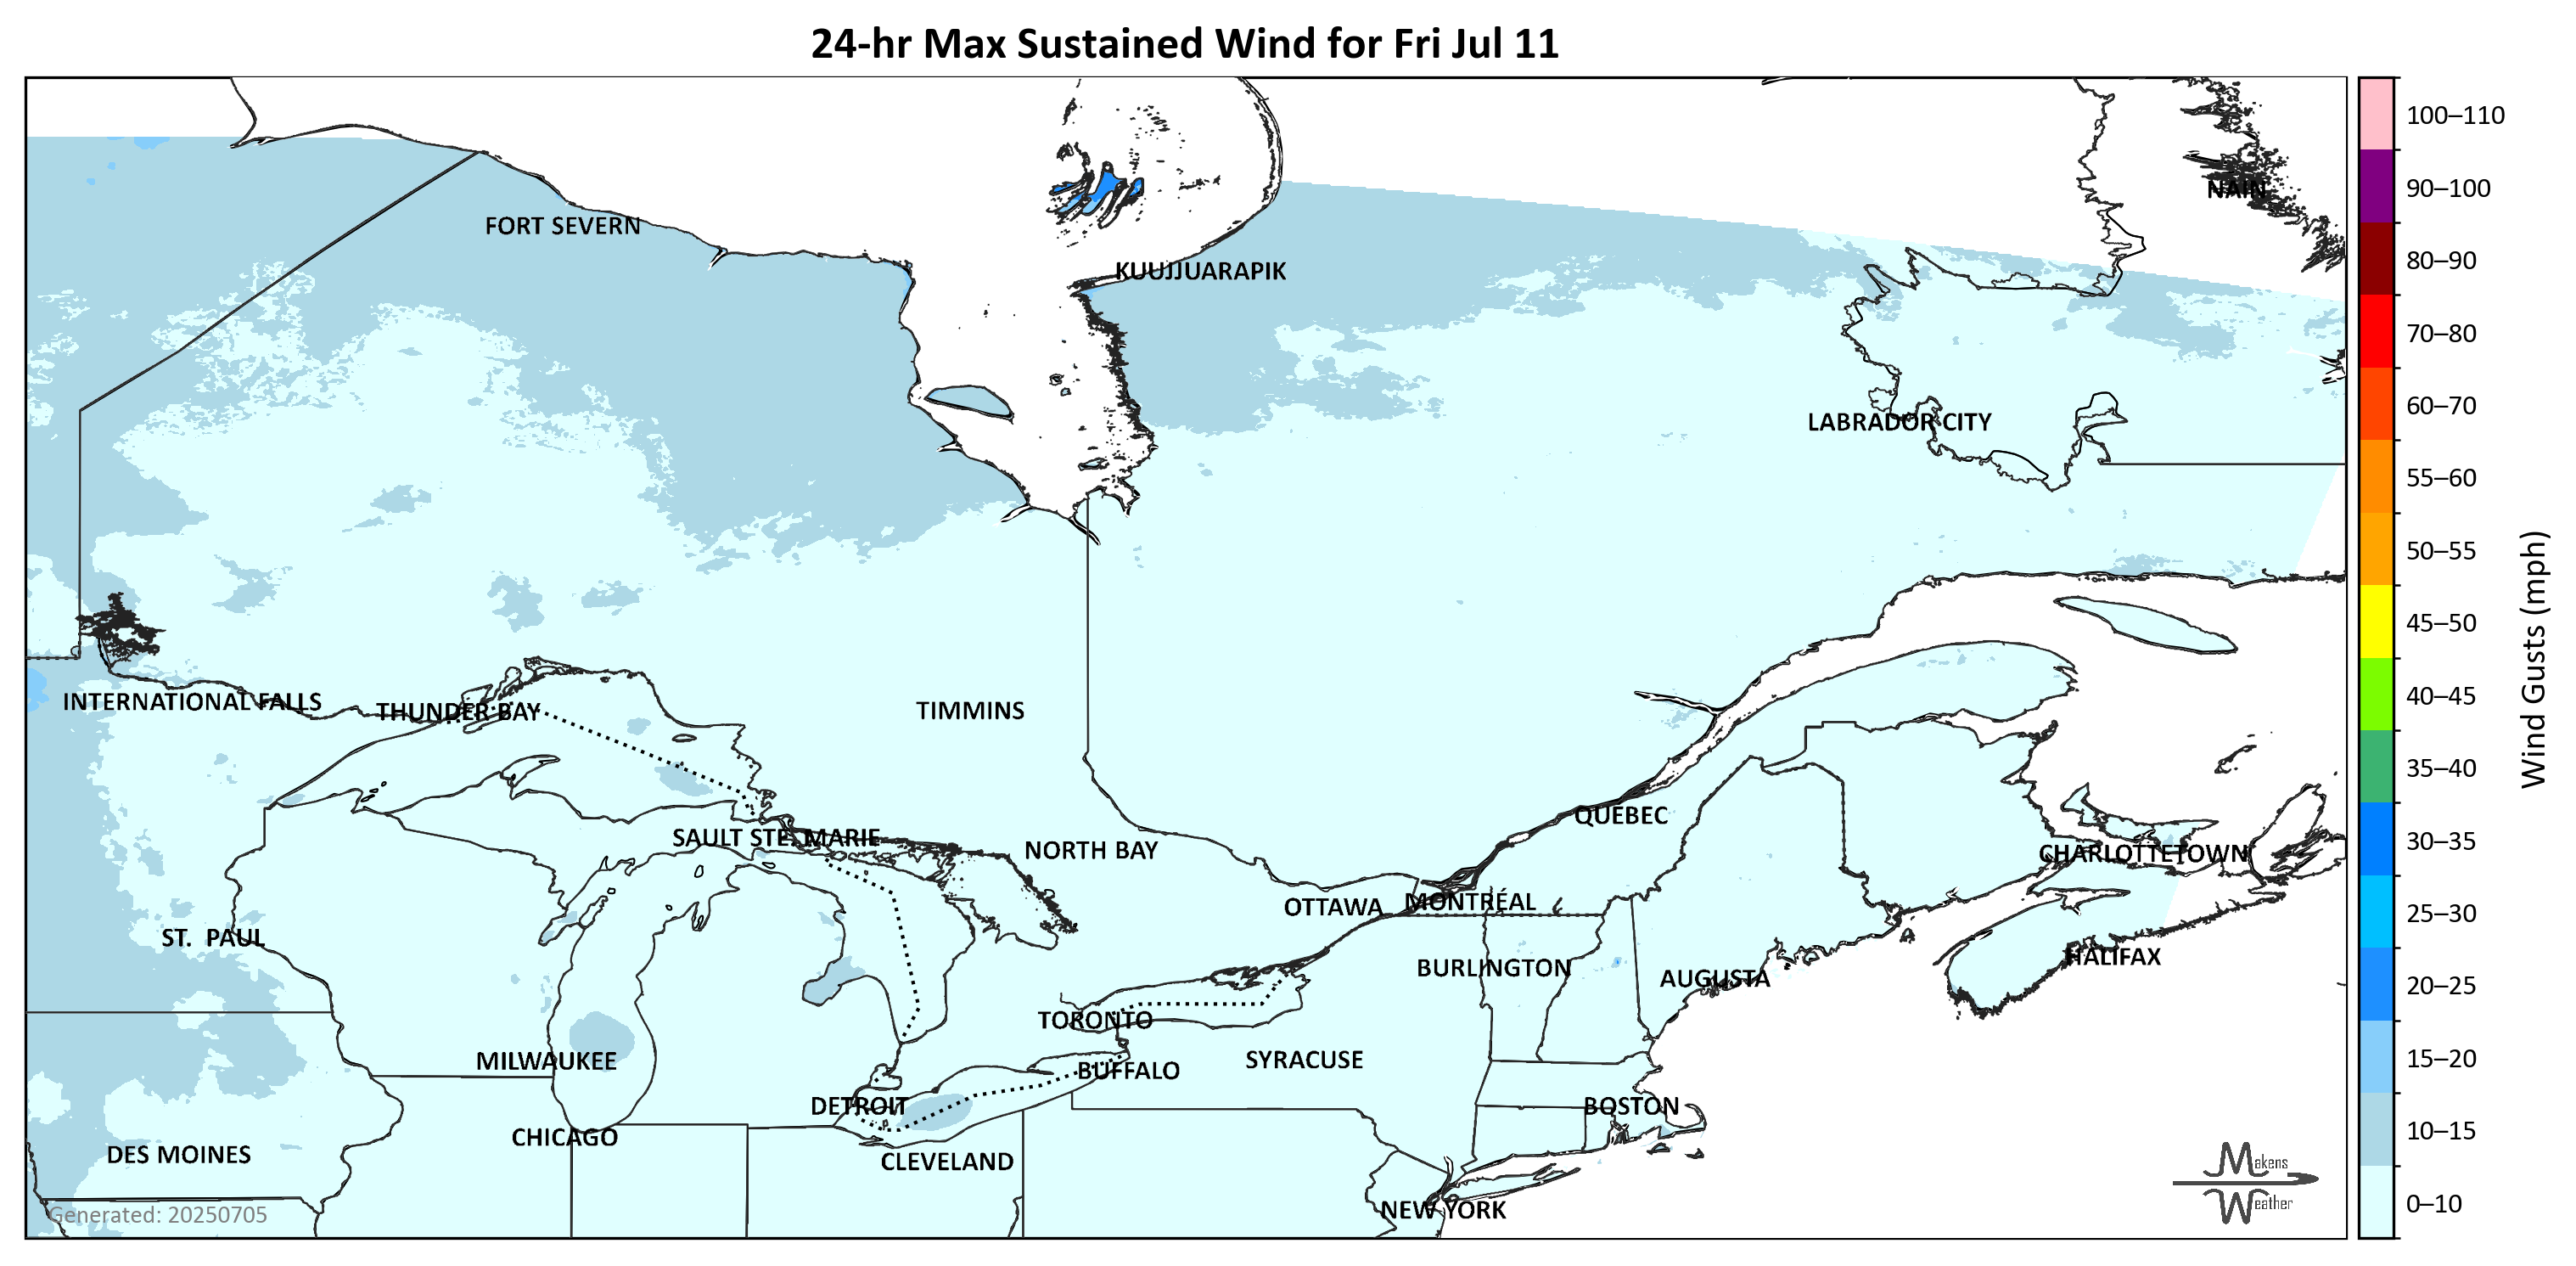 24-hr Max Sustained Wind for Fri Jul 11
100–110
90–100
80–90
70–80
60–70
55–60
50–55
45–50
40–45
35–40
30–35
25–30
20–25
15–20
10–15
0–10
Wind Gusts (mph)
NAIN
FORT SEVERN
KUUJJUARAPIK
LABRADOR CITY
INTERNATIONAL FALLS
THUNDER BAY
TIMMINS
QUÉBEC
SAULT STE. MARIE
NORTH BAY
CHARLOTTETOWN
OTTAWA
MONTRÉAL
ST. PAUL
HALIFAX
BURLINGTON
AUGUSTA
TORONTO
MILWAUKEE
SYRACUSE
BUFFALO
DETROIT
BOSTON
CHICAGO
DES MOINES
CLEVELAND
NEW YORK
Generated: 20250705
Makens
Weather